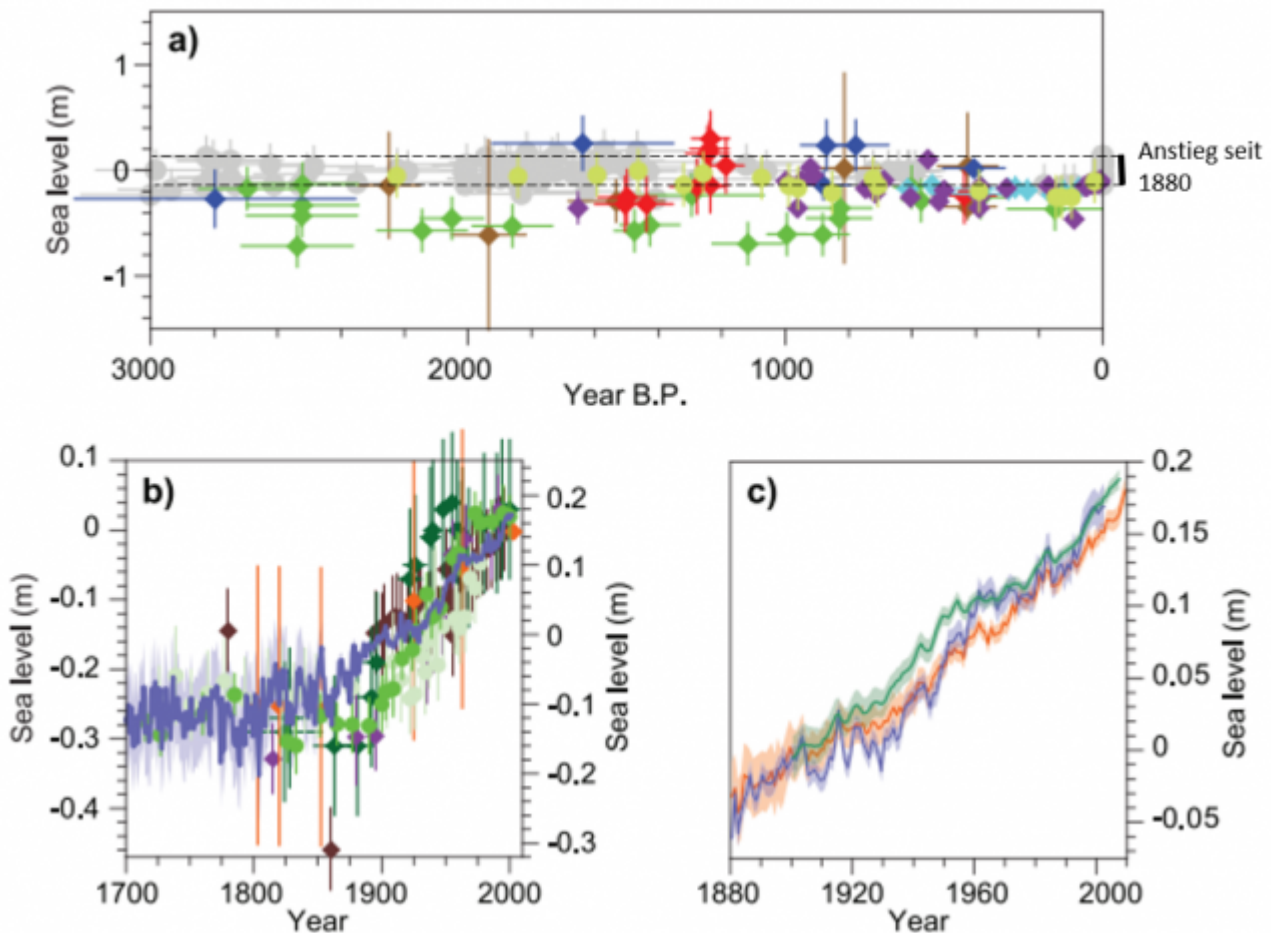 a)
Sea level (m)
1
0
-1
3000 2000 1000 0
Year B.P.
Anstieg seit
1880
b)
Sea level (m)
0.1
0
-0.1
-0.2
-0.3
-0.4
0.2
0.1
0
-0.1
-0.2
-0.3
Sea level (m)
1700 1800 1900 2000
Year
c)
0.2
0.15
0.1
0.05
0
-0.05
Sea level (m)
1880 1920 1960 2000
Year